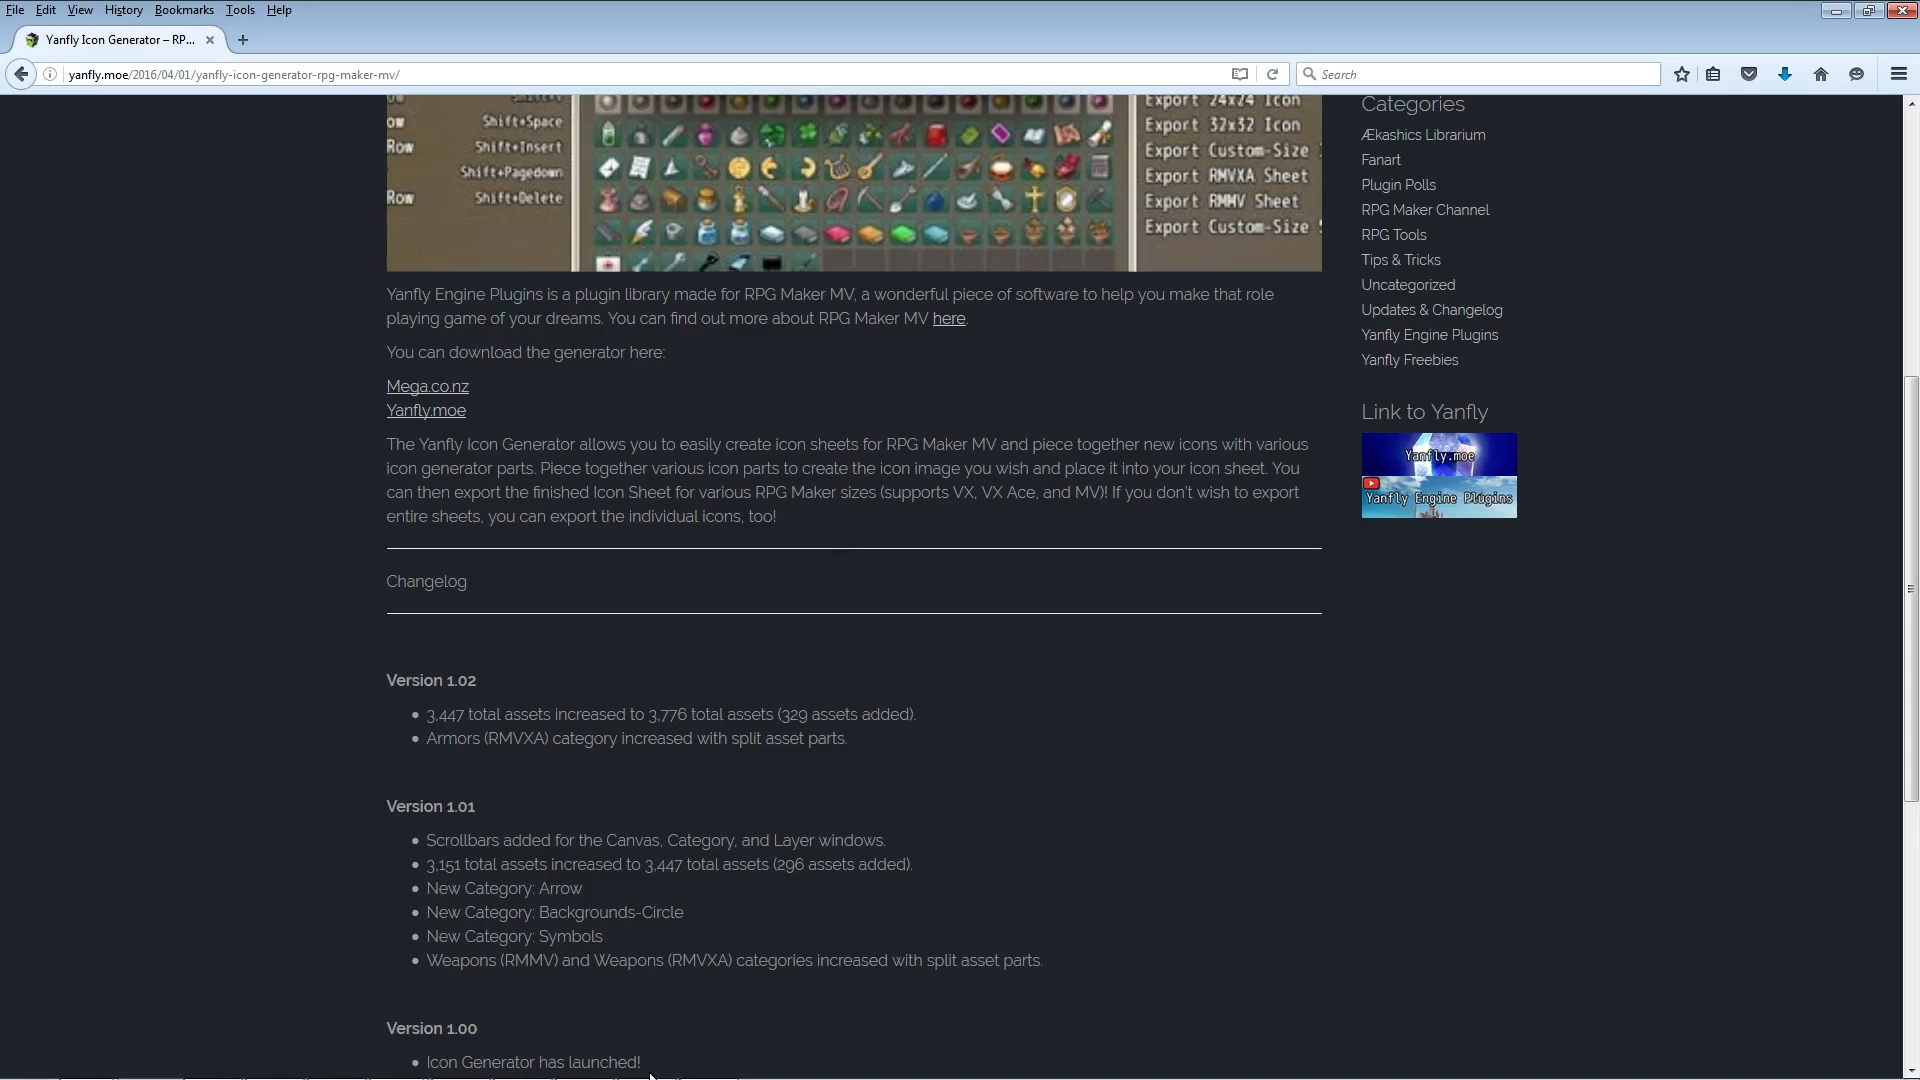 File Edit View History Bookmarks Tools Help
Yanfly Icon Generator – RP...
yanfly.moe/2016/04/01/yanfly-icon-generator-rpg-maker-mv/
Search
ow
Shift+Space
Row
Shift+Insert
Shift+Pagedown
Row
Shift+Delete
Export 24x24 Icon
Export 32x32 Icon
Export Custom-Size
Export RMVXA Sheet
Export RMMV Sheet
Export Custom-Size
Yanfly Engine Plugins is a plugin library made for RPG Maker MV, a wonderful piece of software to help you make that role
playing game of your dreams. You can find out more about RPG Maker MV here.
You can download the generator here:
Mega.co.nz
Yanfly.moe
The Yanfly Icon Generator allows you to easily create icon sheets for RPG Maker MV and piece together new icons with various
icon generator parts. Piece together various icon parts to create the icon image you wish and place it into your icon sheet. You
can then export the finished Icon Sheet for various RPG Maker sizes (supports VX, VX Ace, and MV)! If you don't wish to export
entire sheets, you can export the individual icons, too!
Changelog
Version 1.02
3,447 total assets increased to 3,776 total assets (329 assets added).
Armors (RMVXA) category increased with split asset parts.
Version 1.01
Scrollbars added for the Canvas, Category, and Layer windows.
3,151 total assets increased to 3,447 total assets (296 assets added).
New Category: Arrow
New Category: Backgrounds-Circle
New Category: Symbols
Weapons (RMMV) and Weapons (RMVXA) categories increased with split asset parts.
Version 1.00
Icon Generator has launched!
Categories
Ækashics Librarium
Fanart
Plugin Polls
RPG Maker Channel
RPG Tools
Tips & Tricks
Uncategorized
Updates & Changelog
Yanfly Engine Plugins
Yanfly Freebies
Link to Yanfly
Yanfly.moe
Yanfly Engine Plugins